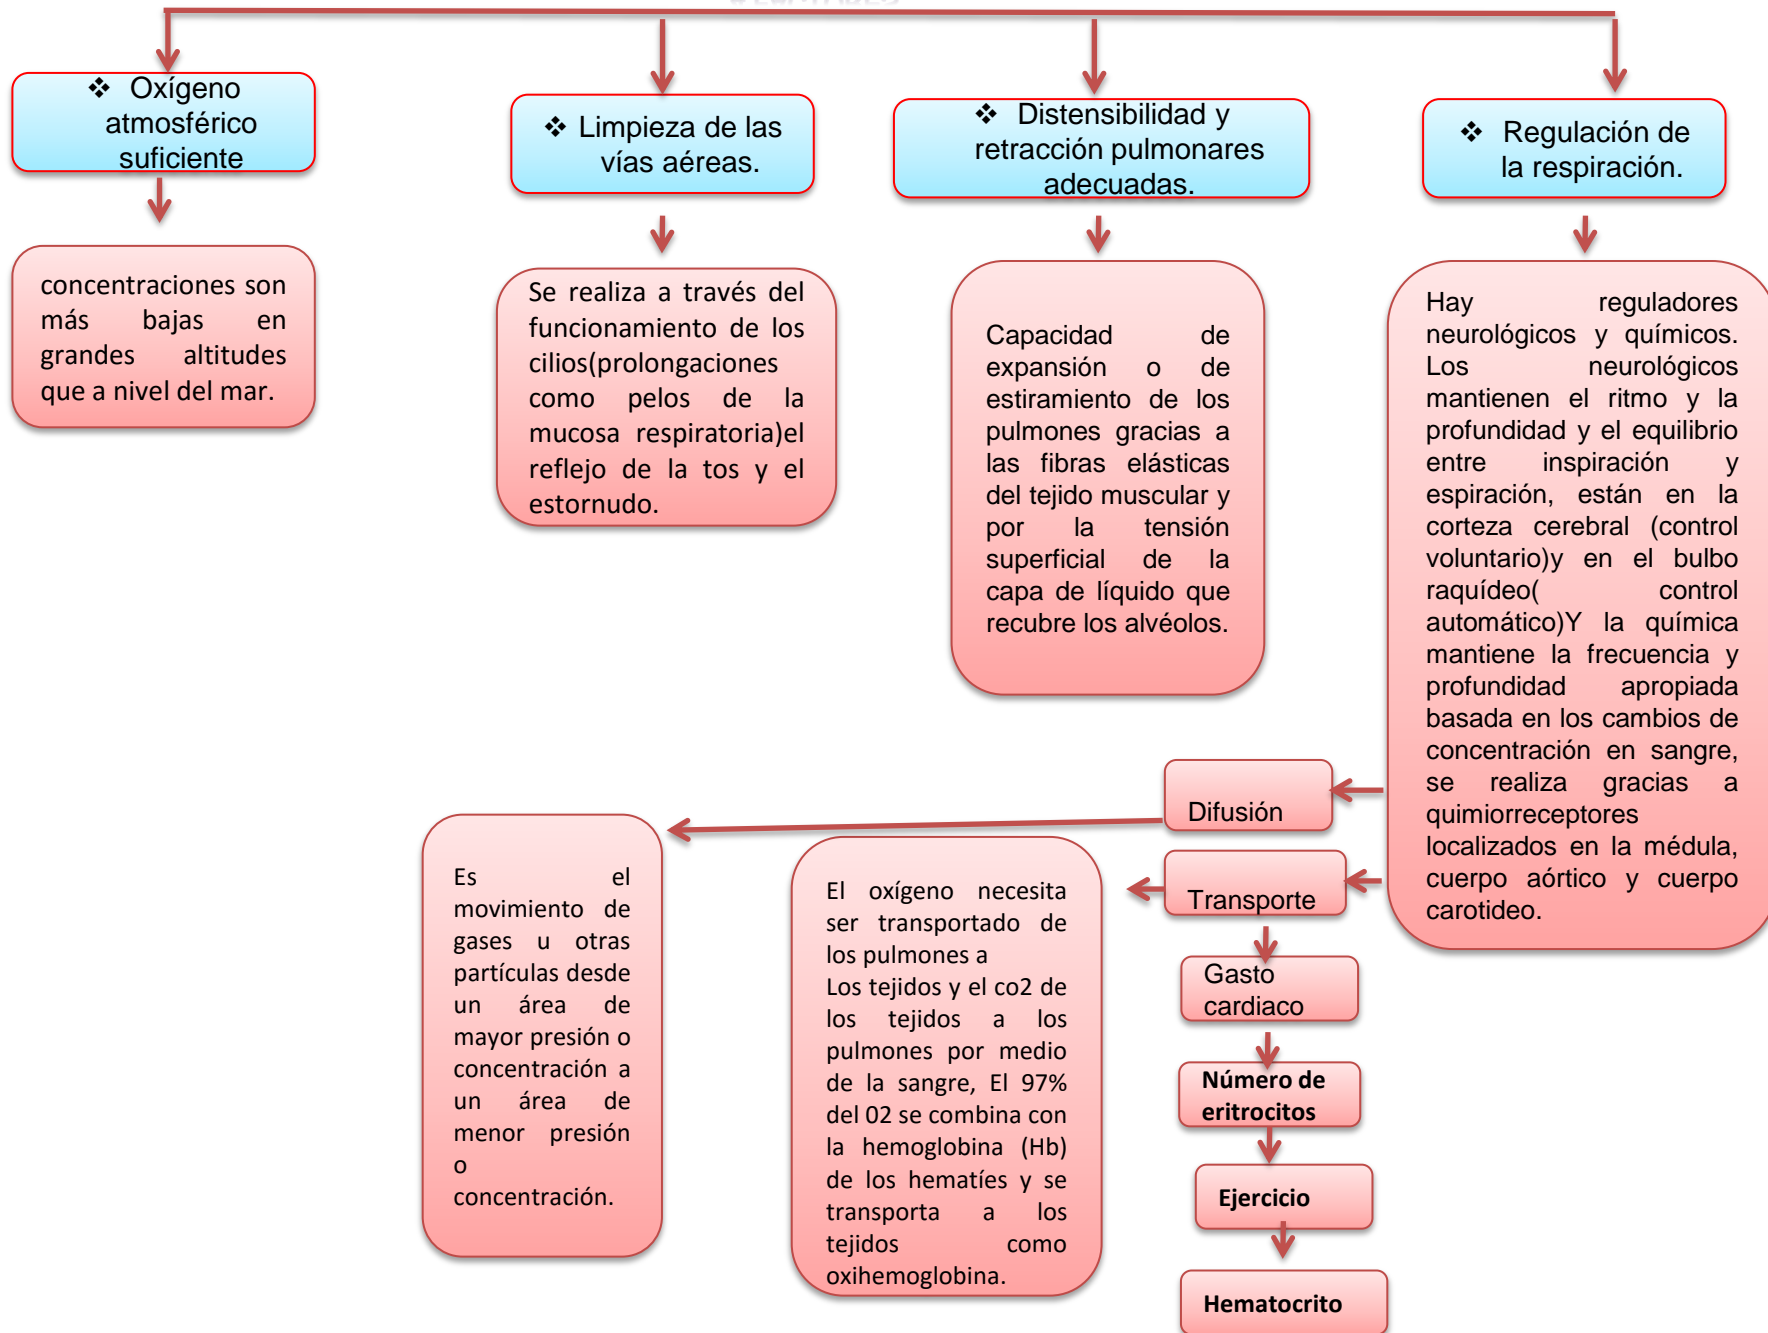 ❖ Oxígeno
atmosférico
suficiente
❖ Limpieza de las
vías aéreas.
❖ Distensibilidad y
retracción pulmonares
adecuadas.
❖ Regulación de
la respiración.
concentraciones son
más bajas en
grandes altitudes
que a nivel del mar.
Se realiza a través del
funcionamiento de los
cilios(prolongaciones
como pelos de la
mucosa respiratoria)el
reflejo de la tos y el
estornudo.
Capacidad de
expansión o de
estiramiento de los
pulmones gracias a
las fibras elásticas
del tejido muscular y
por la tensión
superficial de la
capa de líquido que
recubre los alvéolos.
Hay reguladores
neurológicos y químicos.
Los neurológicos
mantienen el ritmo y la
profundidad y el equilibrio
entre inspiración y
espiración, están en la
corteza cerebral (control
voluntario)y en el bulbo
raquídeo( control
automático)Y la química
mantiene la frecuencia y
profundidad apropiada
basada en los cambios de
concentración en sangre,
se realiza gracias a
quimiorreceptores
localizados en la médula,
cuerpo aórtico y cuerpo
carotideo.
Difusión
Es el
movimiento de
gases u otras
partículas desde
un área de
mayor presión o
concentración a
un área de
menor presión
o
concentración.
Transporte
El oxígeno necesita
ser transportado de
los pulmones a
Los tejidos y el co2 de
los tejidos a los
pulmones por medio
de la sangre, El 97%
del 02 se combina con
la hemoglobina (Hb)
de los hematíes y se
transporta a los
tejidos como
oxihemoglobina.
Gasto
cardiaco
Número de
eritrocitos
Ejercicio
Hematocrito